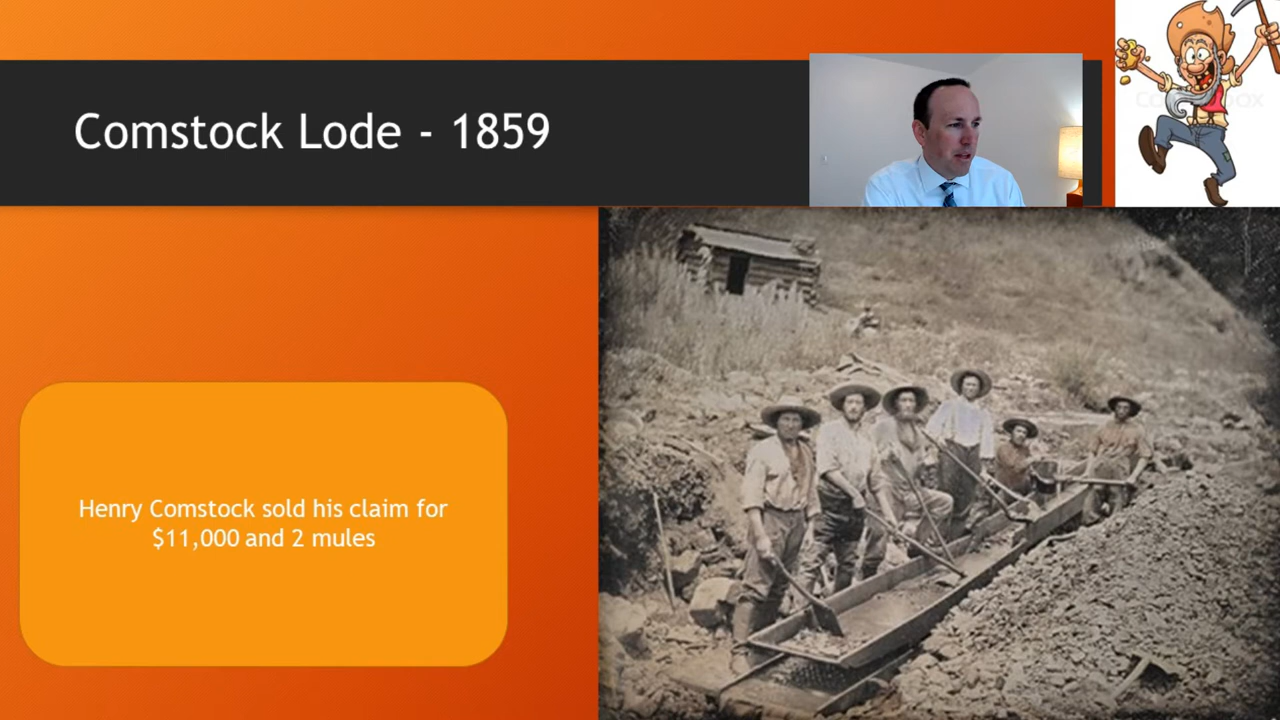 Comstock Lode - 1859
Henry Comstock sold his claim for
$11,000 and 2 mules